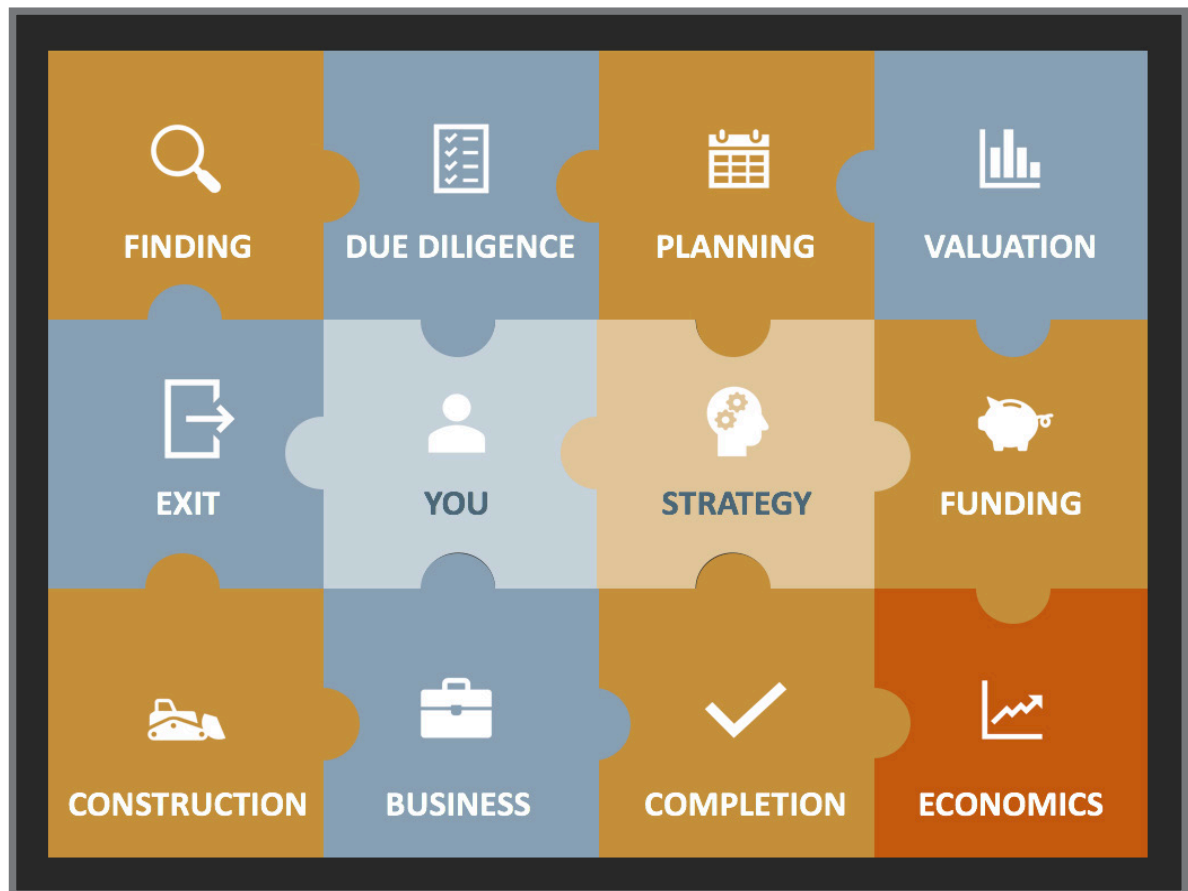 FINDING
DUE DILIGENCE
PLANNING
VALUATION
EXIT
YOU
STRATEGY
FUNDING
CONSTRUCTION
BUSINESS
COMPLETION
ECONOMICS